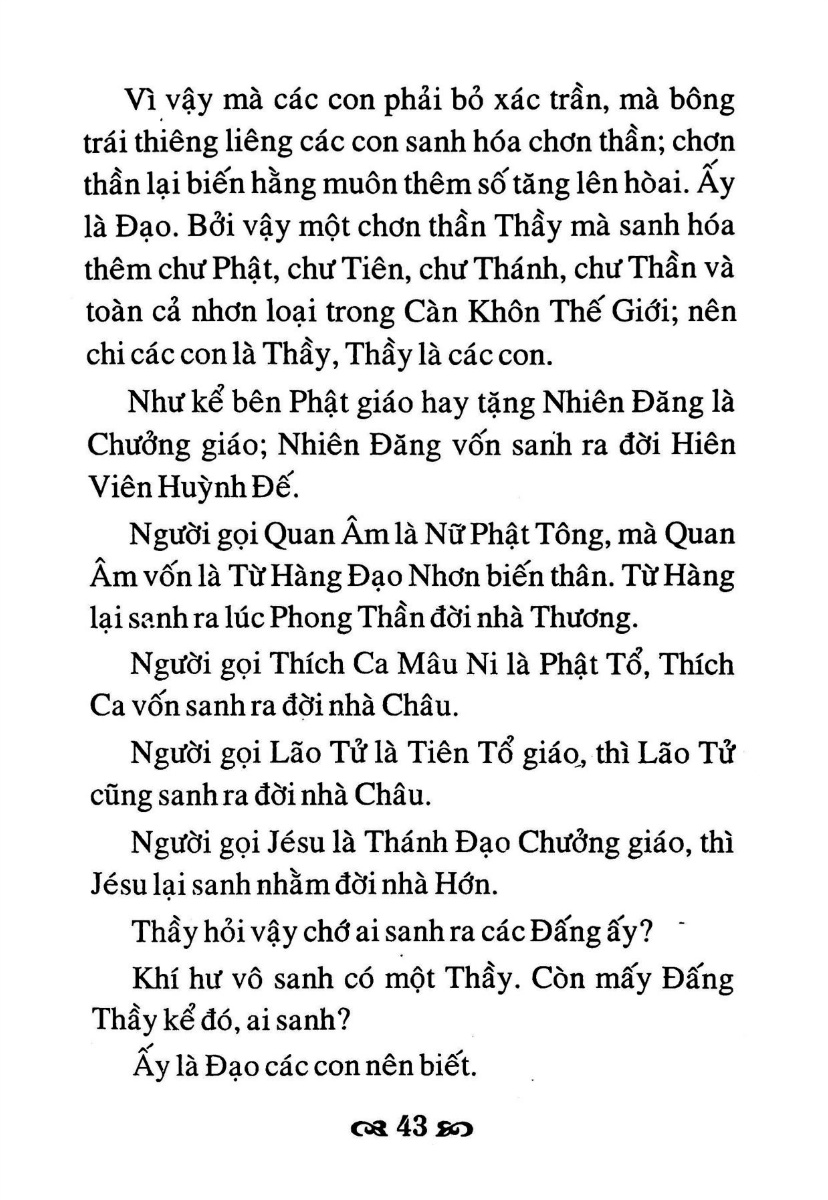 Vì vậy mà các con phải bỏ xác trần, mà bông
trái thiêng liêng các con sanh hóa chơn thần; chơn
thần lại biến hằng muôn thêm số tăng lên hòai. Ấy
là Đạo. Bởi vậy một chơn thần Thầy mà sanh hóa
thêm chư Phật, chư Tiên, chư Thánh, chư Thần và
toàn cả nhơn loại trong Càn Khôn Thế Giới; nên
chi các con là Thầy, Thầy là các con.
Như kể bên Phật giáo hay tặng Nhiên Đăng là
Chưởng giáo; Nhiên Đăng vốn sanh ra đời Hiên
Viên Huỳnh Đế.
Người gọi Quan Âm là Nữ Phật Tông, mà Quan
Âm vốn là Từ Hàng Đạo Nhơn biến thân. Từ Hàng
lại sanh ra lúc Phong Thần đời nhà Thương.
Người gọi Thích Ca Mâu Ni là Phật Tổ, Thích
Ca vốn sanh ra đời nhà Châu.
Người gọi Lão Tử là Tiên Tổ giáo, thì Lão Tử
cũng sanh ra đời nhà Châu.
Người gọi Jésu là Thánh Đạo Chưởng giáo, thì
Jésu lại sanh nhằm đời nhà Hớn.
Thầy hỏi vậy chớ ai sanh ra các Đấng ấy?
Khí hư vô sanh có một Thầy. Còn mấy Đấng
Thầy kể đó, ai sanh?
Ấy là Đạo các con nên biết.
43